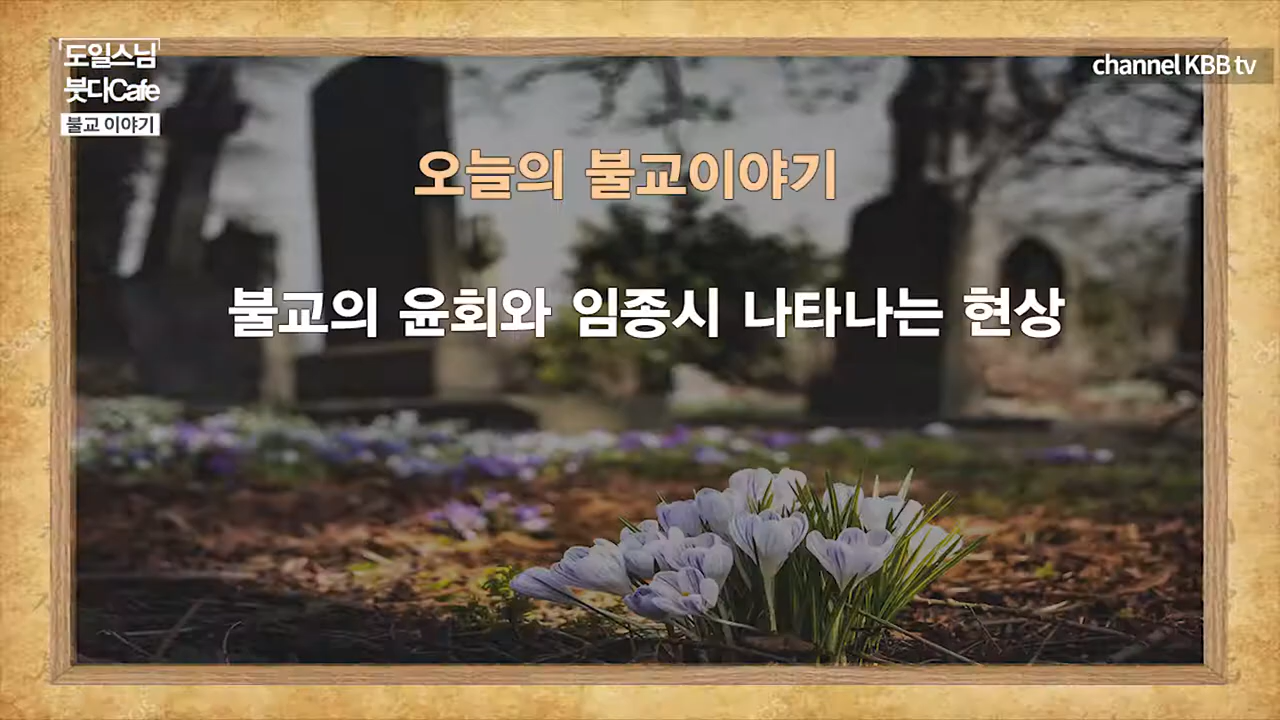 도일스님
붓다Cafe
불교 이야기
channel KBB tv
오늘의 불교이야기
불교의 윤회와 임종시 나타나는 현상